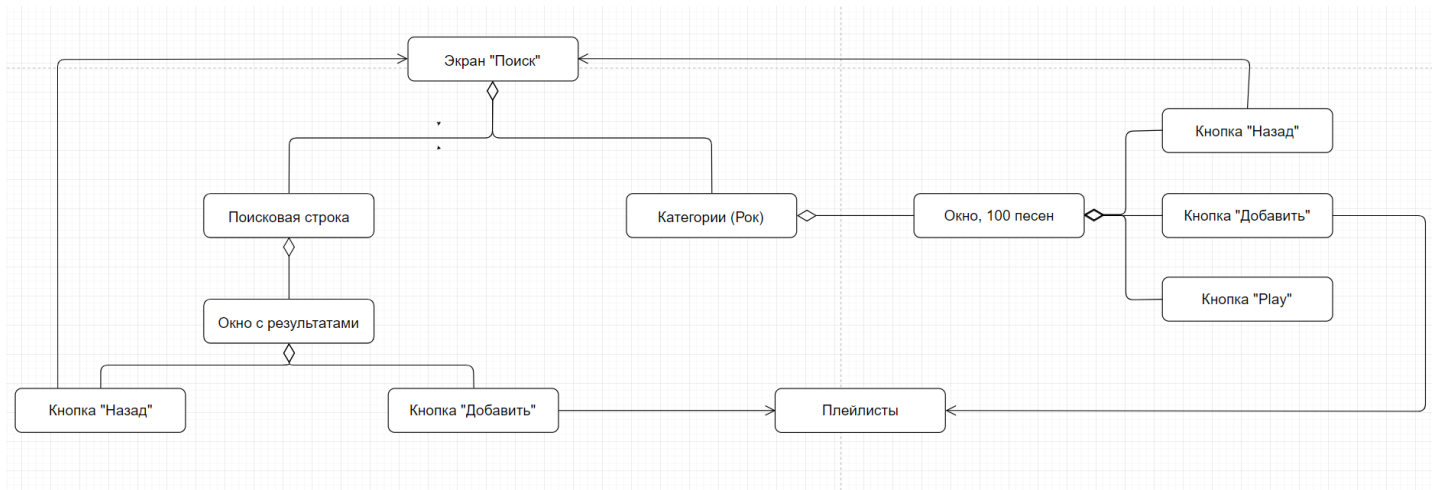 Экран "Поиск"
Кнопка "Назад"
Поисковая строка
Категории (Рок)
Окно, 100 песен
Кнопка "Добавить"
Кнопка "Play"
Окно с результатами
Кнопка "Назад"
Кнопка "Добавить"
Плейлисты